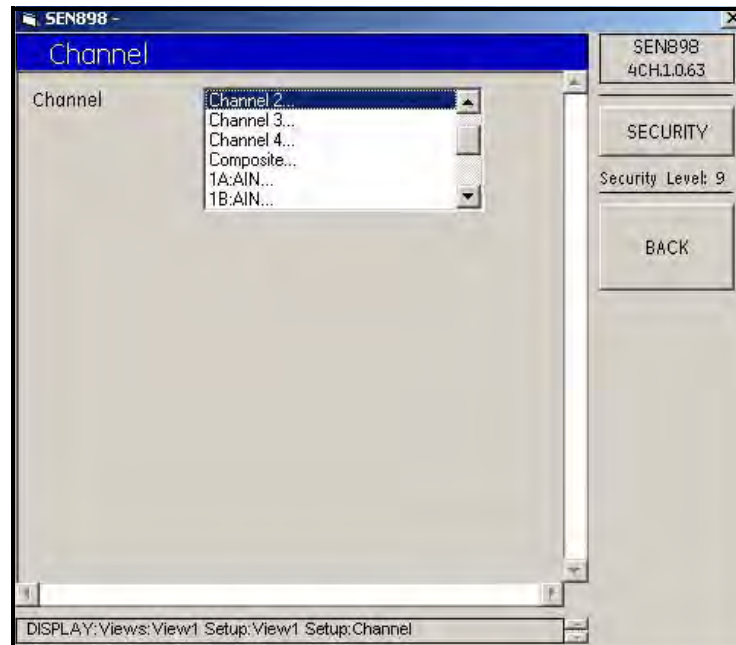 SEN898 -
Channel
SEN898
4CH.1.0.63
Channel
Channel 2...
Channel 3...
Channel 4...
Composite...
1A:AIN...
1B:AIN...
SECURITY
Security Level: 9
BACK
DISPLAY:Views:View1 Setup:View1 Setup:Channel